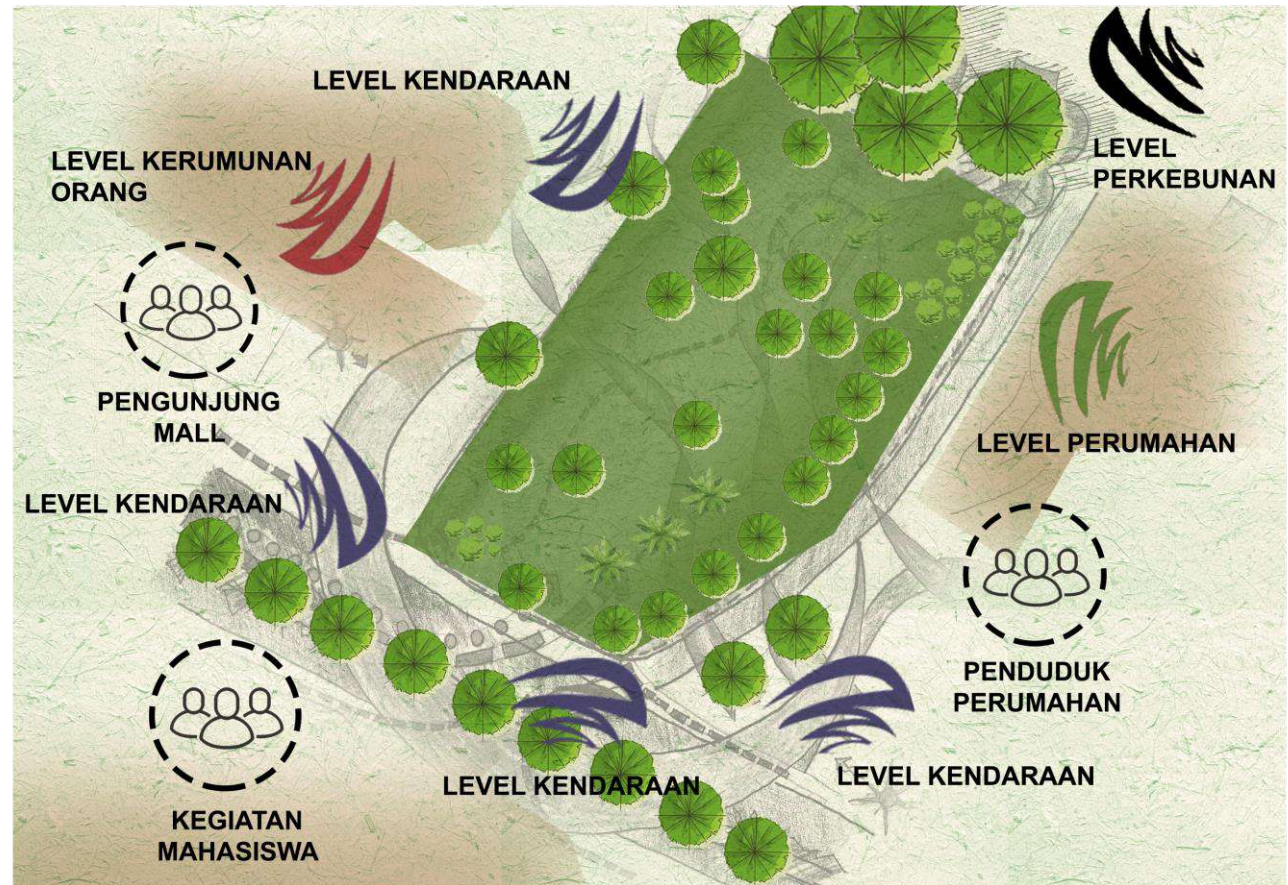 LEVEL KENDARAAN
LEVEL KERUMUNAN
ORANG
LEVEL
PERKEBUNAN
PENGUNJUNG
MALL
LEVEL PERUMAHAN
LEVEL KENDARAAN
PENDUDUK
PERUMAHAN
LEVEL KENDARAAN
LEVEL KENDARAAN
KEGIATAN
MAHASISWA